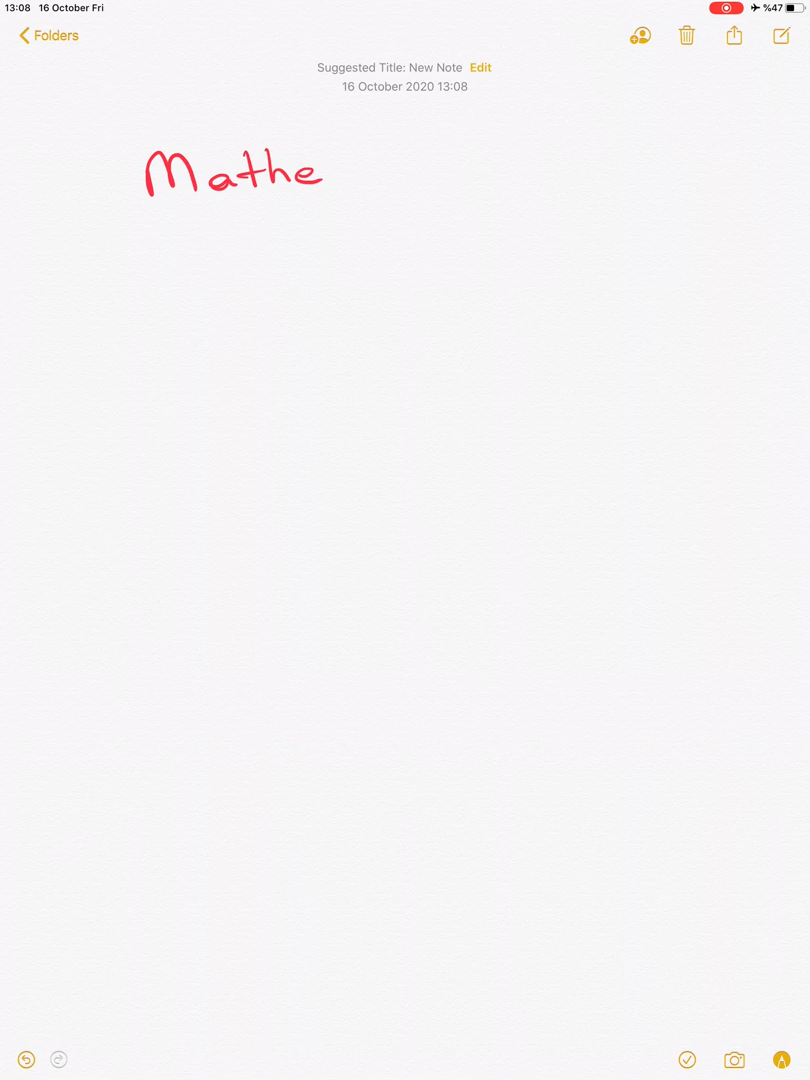 13:08 16 October Fri %47
Folders
Suggested Title: New Note Edit
16 October 2020 13:08
Mathe